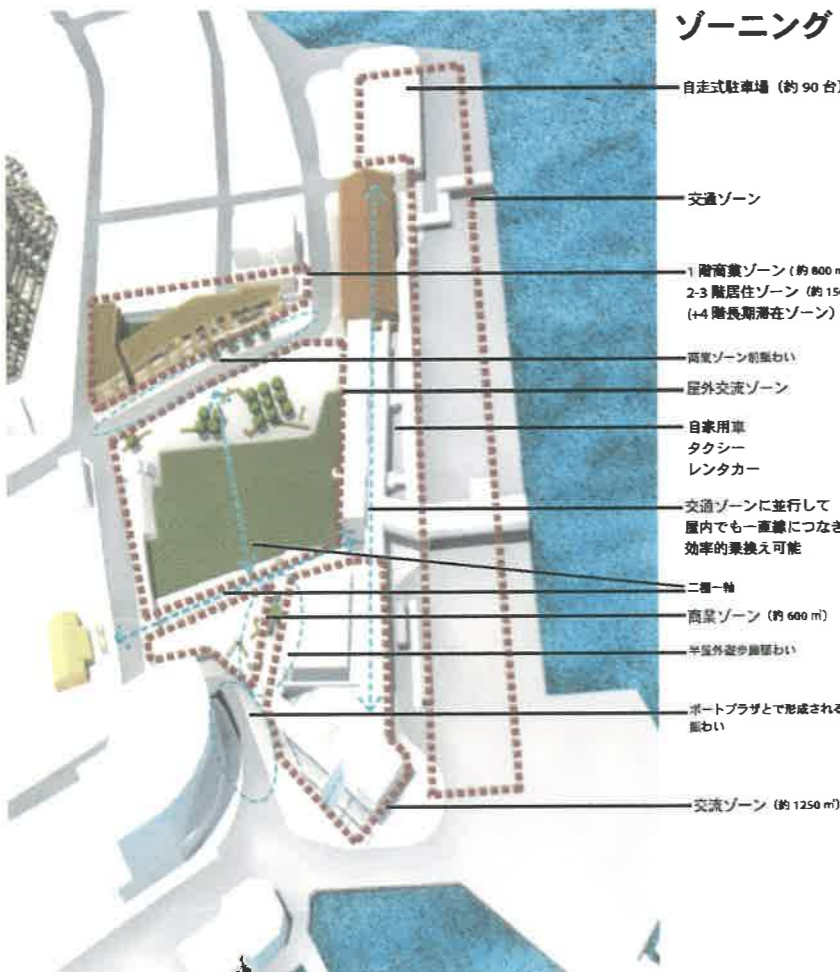 ゾーニング
自走式駐車場(約 90 台)
交通ゾーン
1 階商業ゾーン(約 800 m
2-3 階居住ゾーン(約 150
(+4 階長期滞在ゾーン)
商業ゾーン前賑わい
屋外交流ゾーン
自家用車
タクシー
レンタカー
交通ゾーンに並行して
屋内でも一直線につなぎ
効率的乗換え可能
二種一軸
商業ゾーン(約 600 ㎡)
半屋外遊歩路賑わい
ポートプラザとで形成される
賑わい
交流ゾーン(約 1250 ㎡)